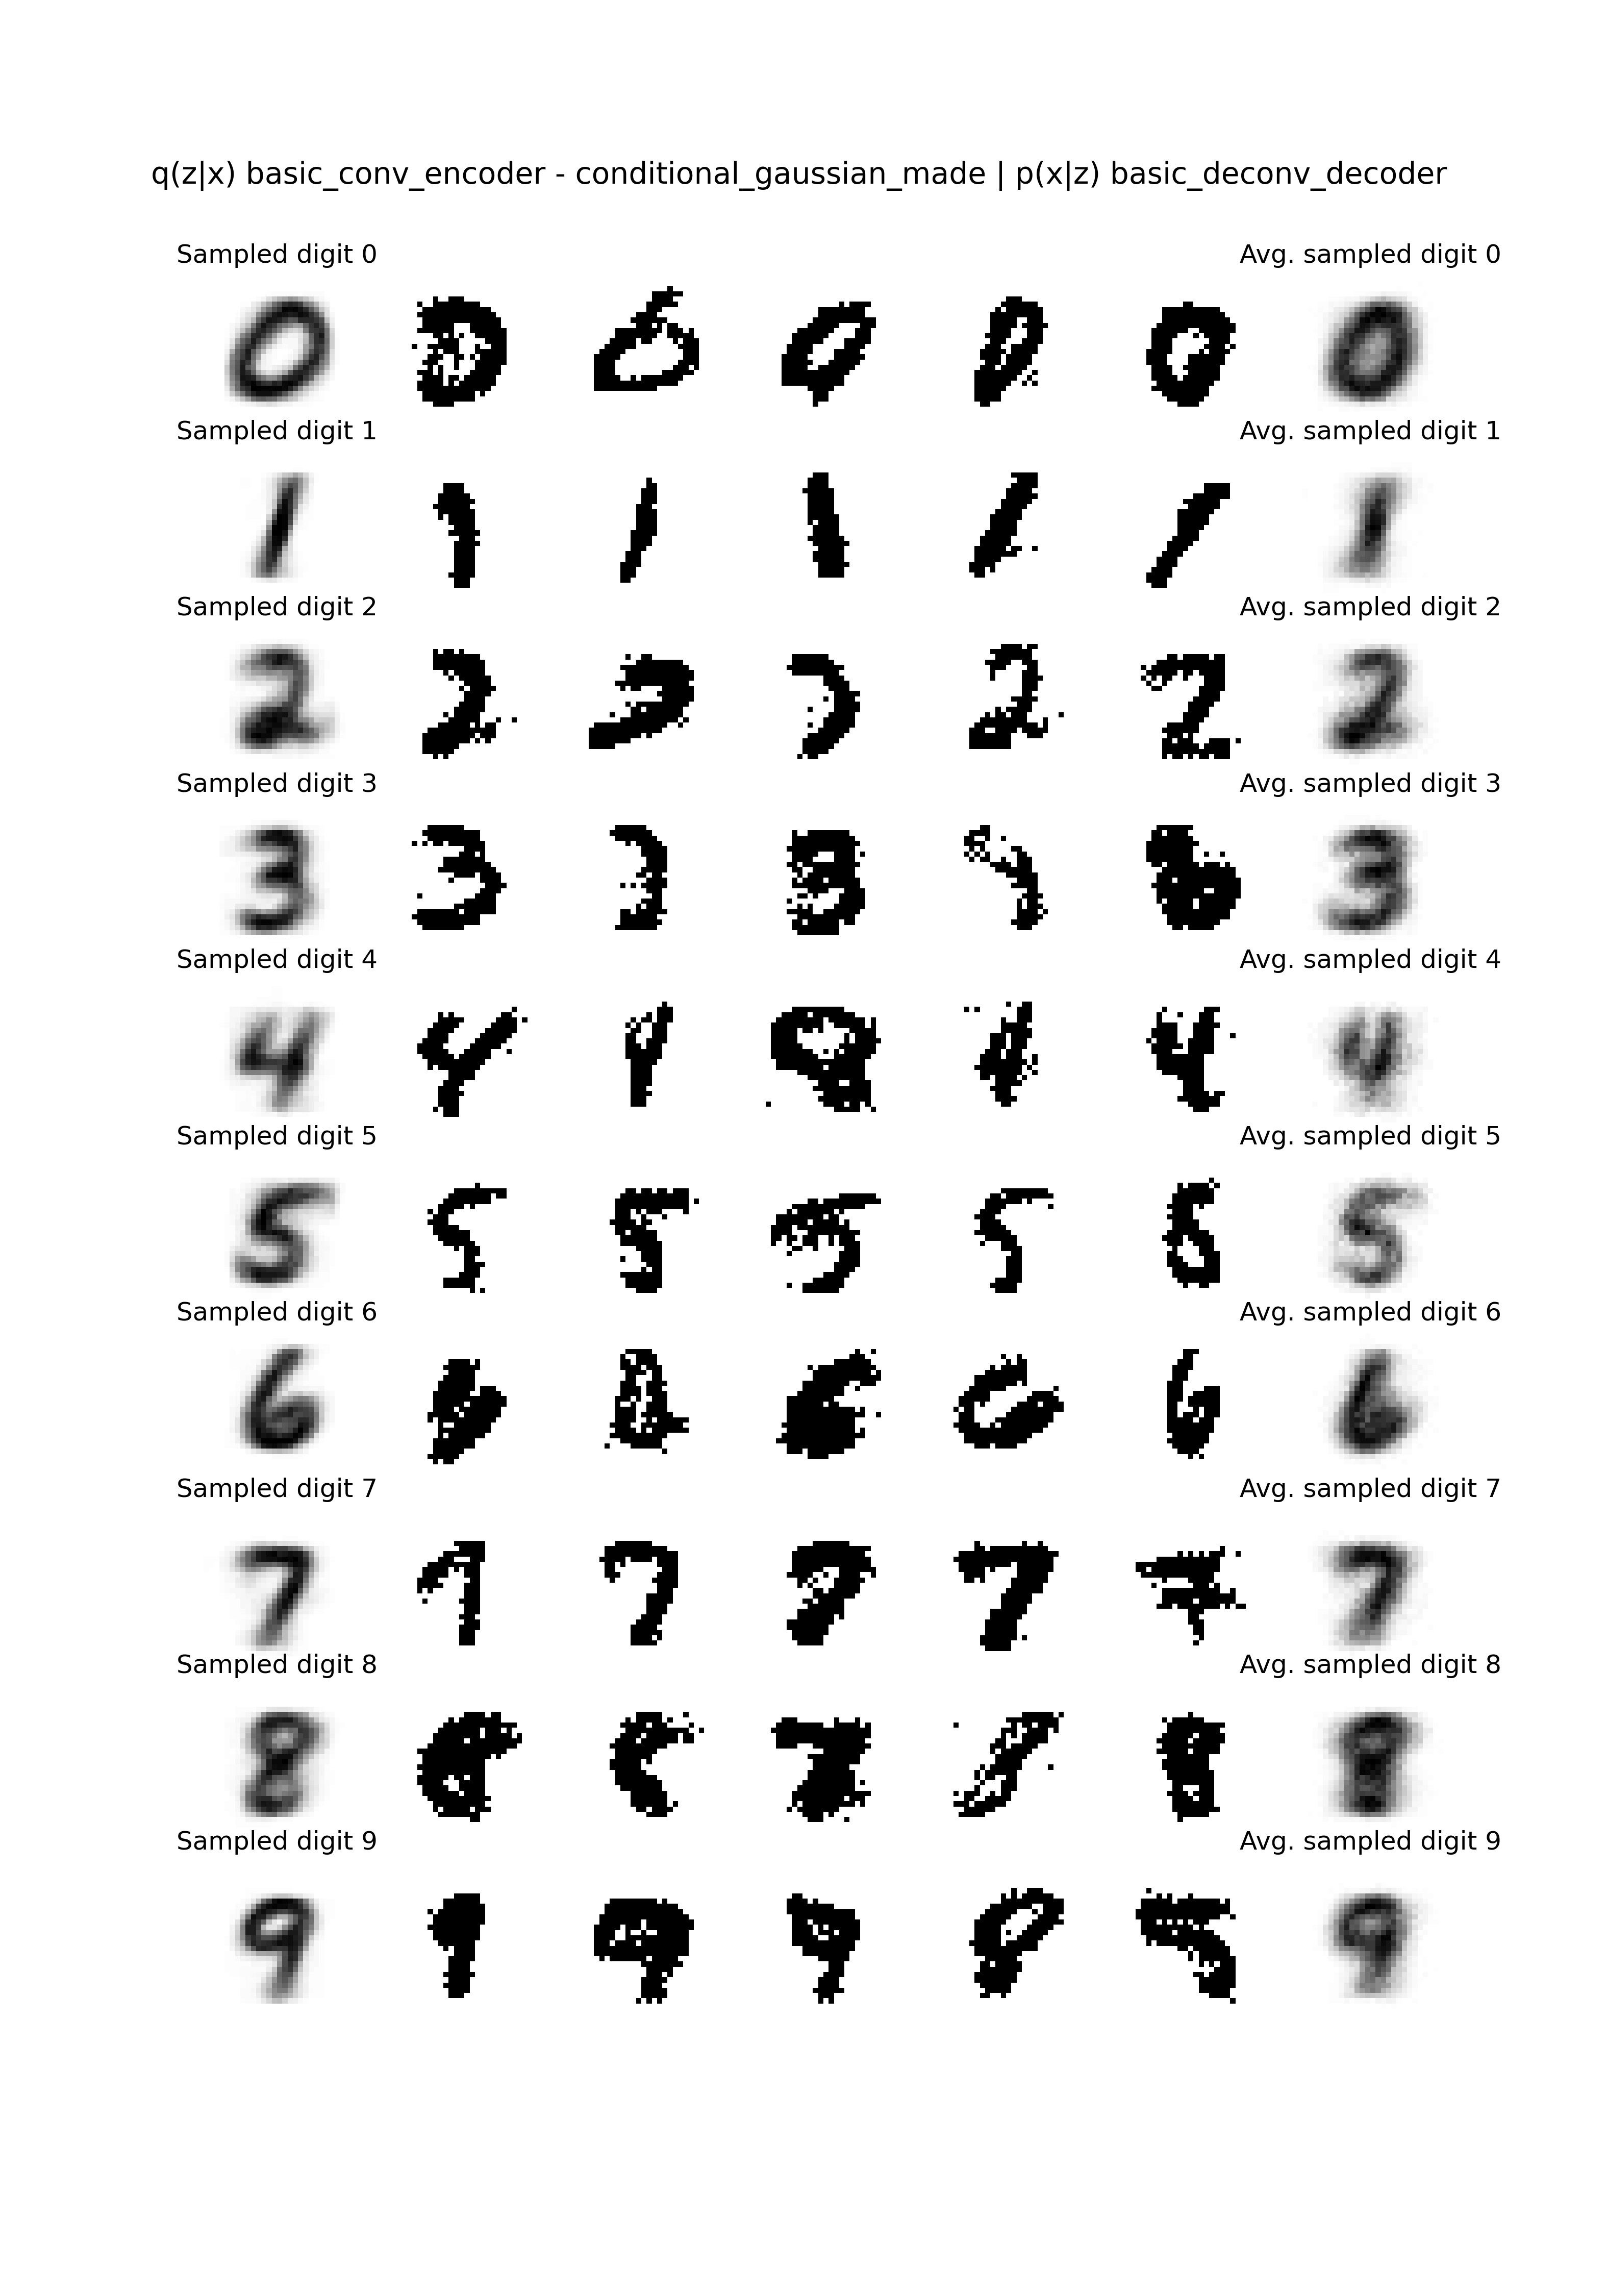 q(z|x) basic_conv_encoder - conditional_gaussian_made | p(x|z) basic_deconv_decoder
Sampled digit 0 Avg. sampled digit 0
Sampled digit 1 Avg. sampled digit 1
Sampled digit 2 Avg. sampled digit 2
Sampled digit 3 Avg. sampled digit 3
Sampled digit 4 Avg. sampled digit 4
Sampled digit 5 Avg. sampled digit 5
Sampled digit 6 Avg. sampled digit 6
Sampled digit 7 Avg. sampled digit 7
Sampled digit 8 Avg. sampled digit 8
Sampled digit 9 Avg. sampled digit 9